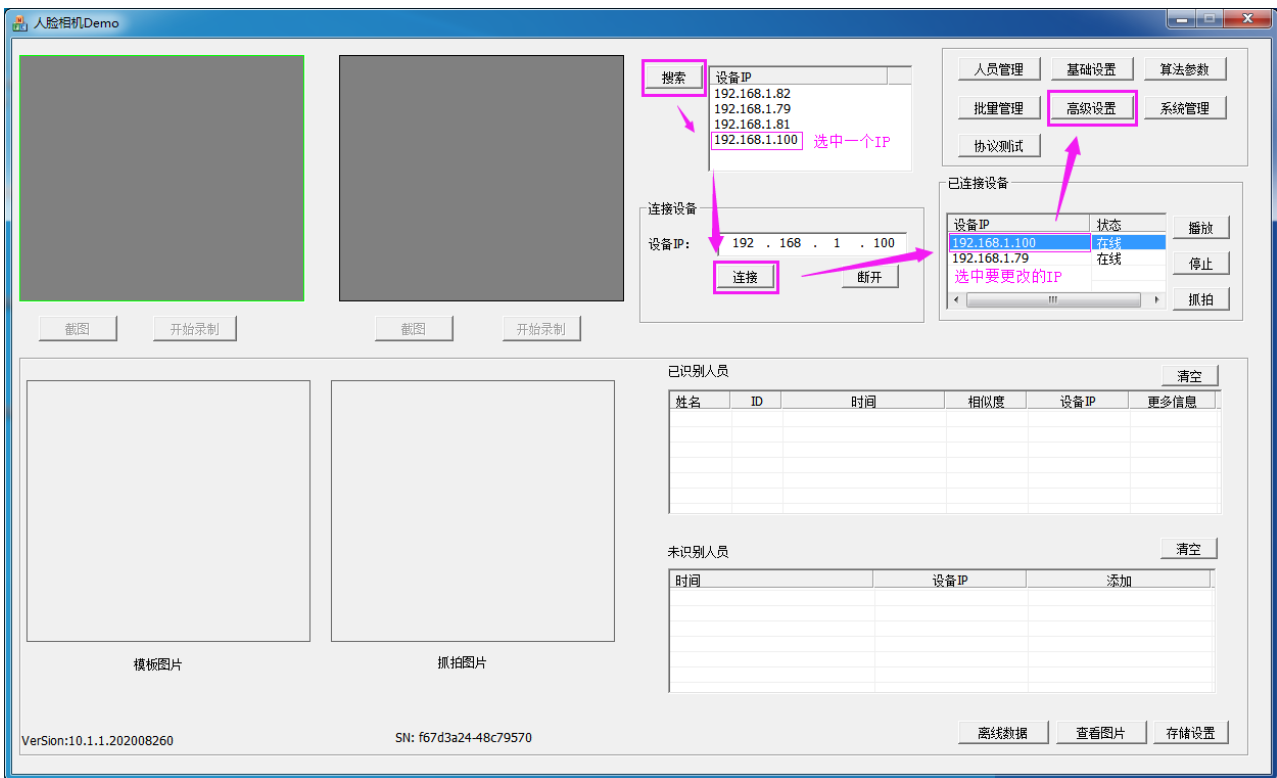 人脸相机Demo
搜索
设备IP
192.168.1.82
192.168.1.79
192.168.1.81
192.168.1.100 选中一个IP
人员管理 基础设置 算法参数
批量管理 高级设置 系统管理
协议测试
连接设备
设备IP: 192 . 168 . 1 . 100
连接 断开
已连接设备
设备IP 状态
192.168.1.100 在线
192.168.1.79 在线
选中要更改的IP
播放
停止
抓拍
截图 开始录制 截图 开始录制
已识别人员 清空
姓名 ID 时间 相似度 设备IP 更多信息
未识别人员 清空
时间 设备IP 添加
模板图片 抓拍图片
VerSion:10.1.1.202008260 SN: f67d3a24-48c79570
离线数据 查看图片 存储设置